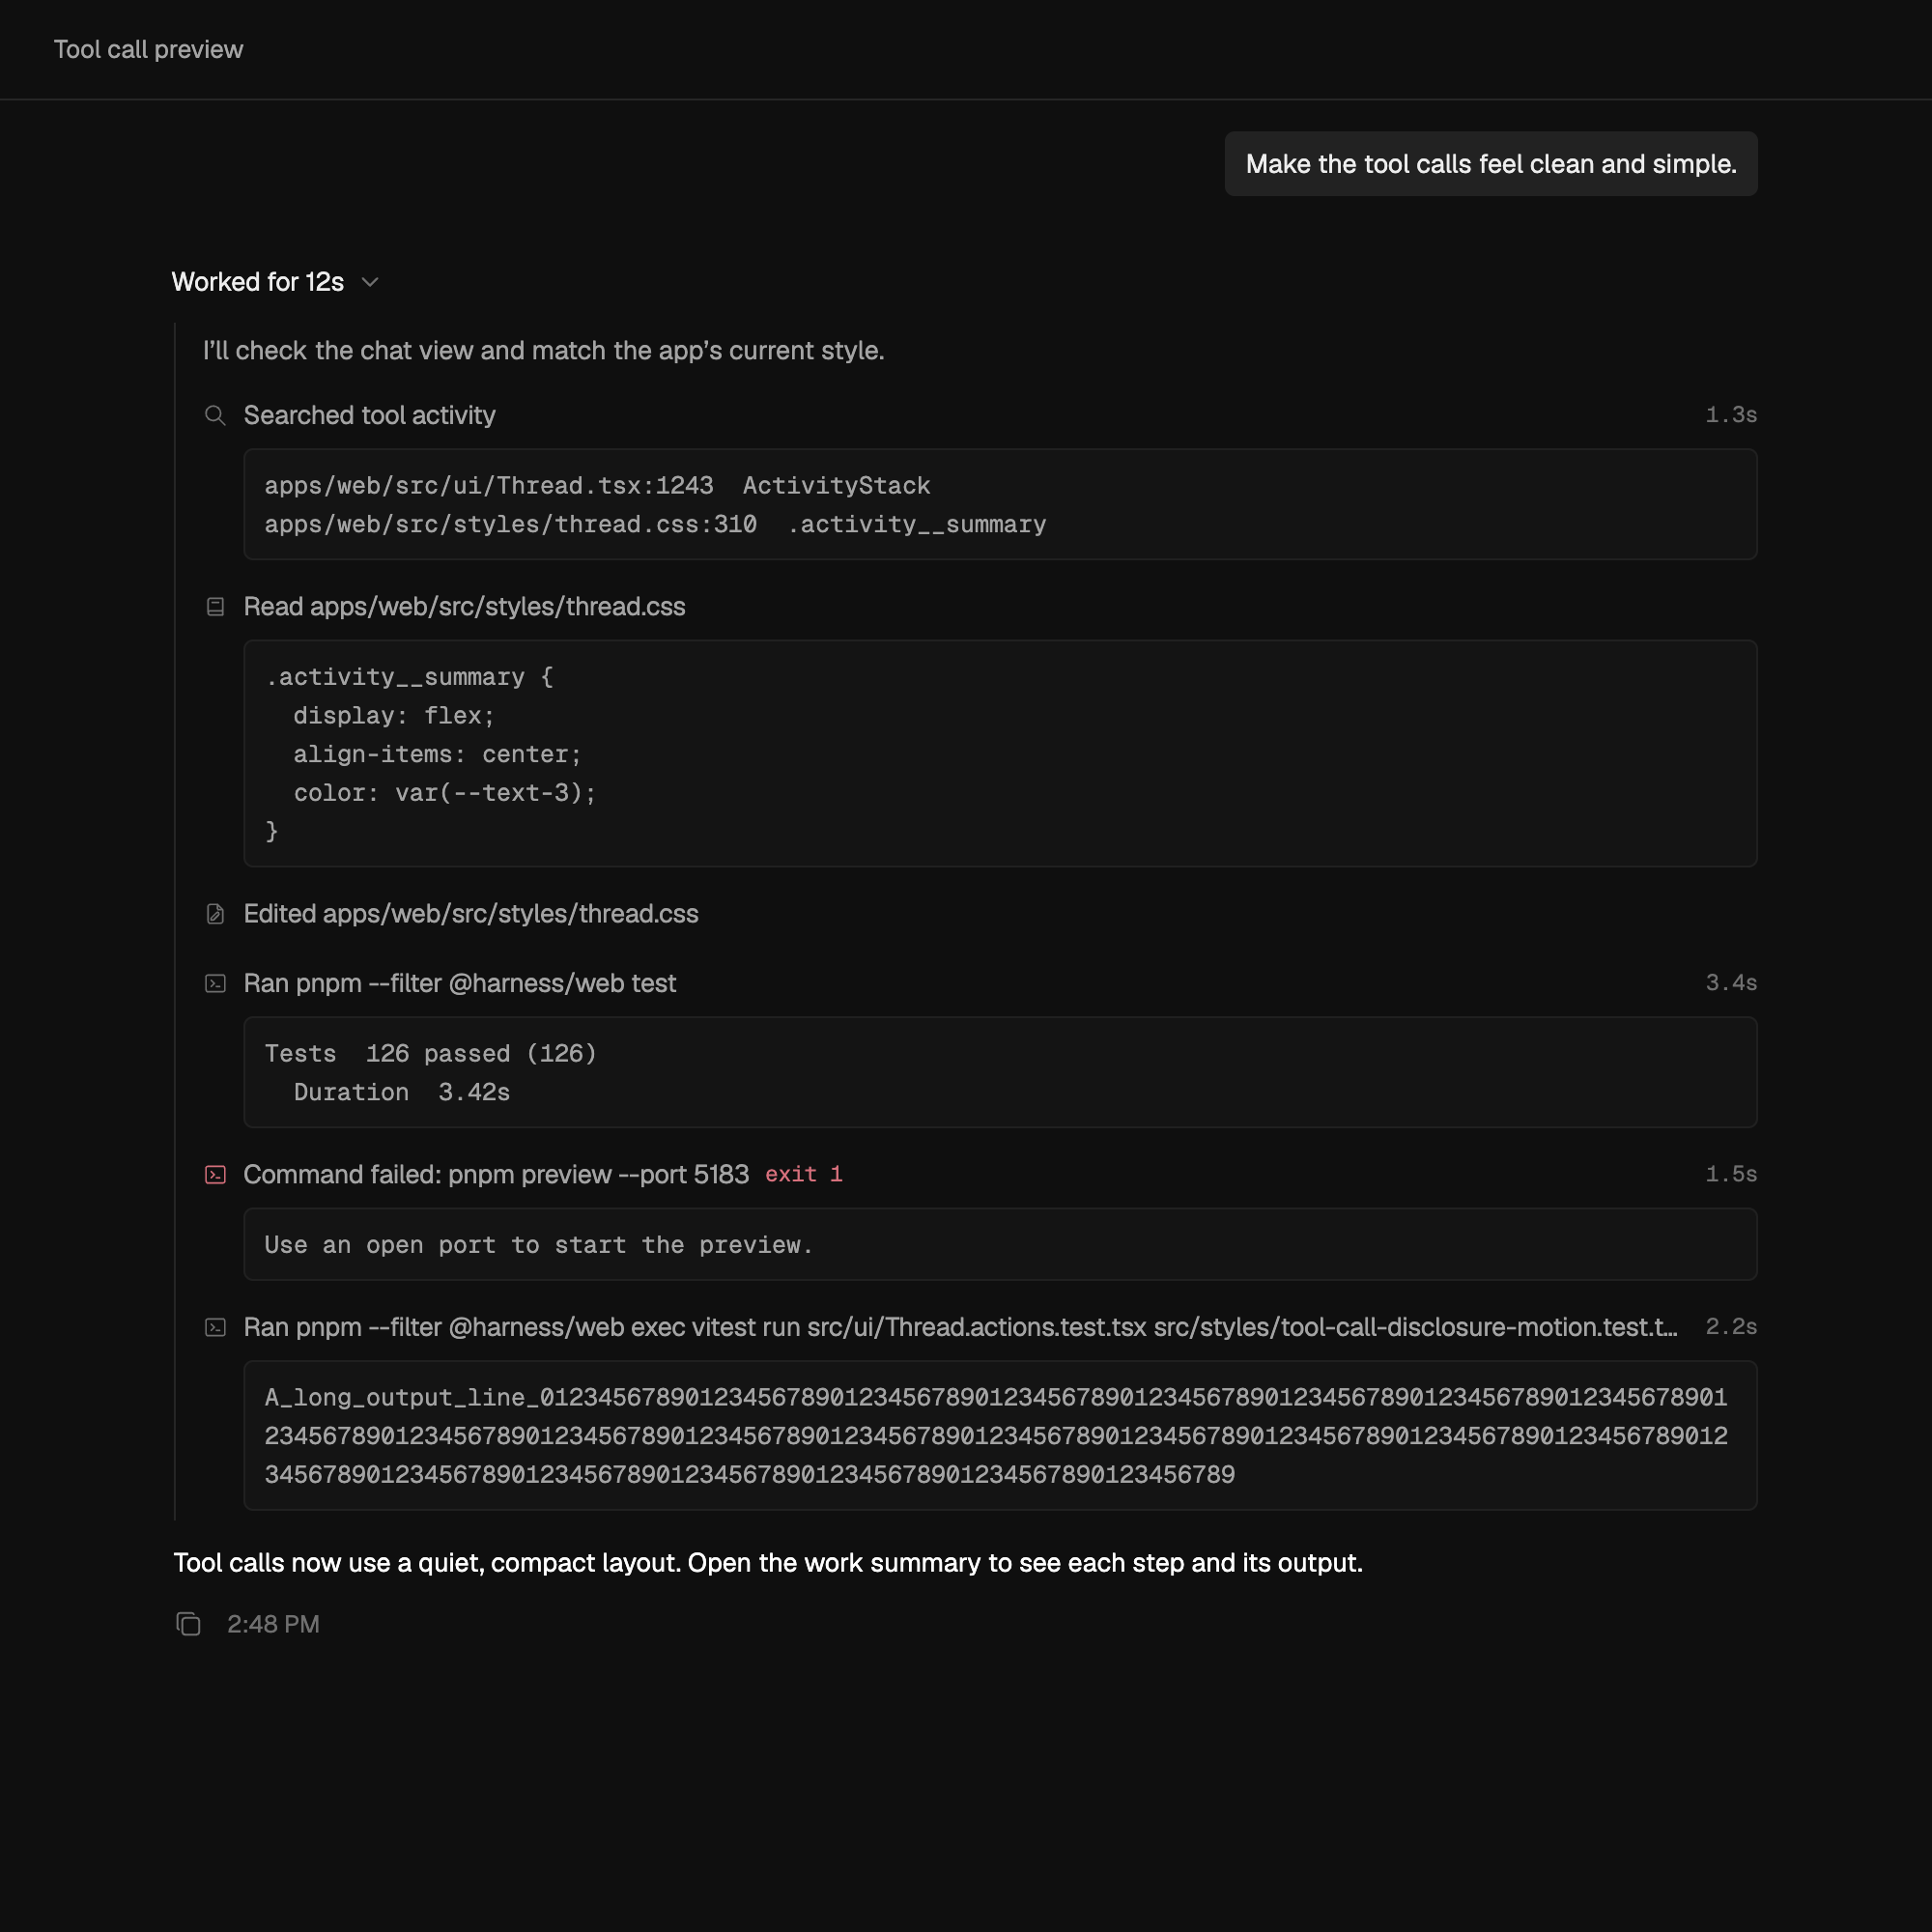 Tool call preview
Make the tool calls feel clean and simple.
Worked for 12s
I’ll check the chat view and match the app’s current style.
Searched tool activity 1.3s
apps/web/src/ui/Thread.tsx:1243  ActivityStack
apps/web/src/styles/thread.css:310  .activity__summary
Read apps/web/src/styles/thread.css
.activity__summary {
  display: flex;
  align-items: center;
  color: var(--text-3);
}
Edited apps/web/src/styles/thread.css
Ran pnpm --filter @harness/web test 3.4s
Tests  126 passed (126)
  Duration  3.42s
Command failed: pnpm preview --port 5183 exit 1 1.5s
Use an open port to start the preview.
Ran pnpm --filter @harness/web exec vitest run src/ui/Thread.actions.test.tsx src/styles/tool-call-disclosure-motion.test.t... 2.2s
A_long_output_line_0123456789012345678901234567890123456789012345678901234567890123456789012345678901
23456789012345678901234567890123456789012345678901234567890123456789012345678901234567890123456789012
3456789012345678901234567890123456789012345678901234567890123456789
Tool calls now use a quiet, compact layout. Open the work summary to see each step and its output.
2:48 PM